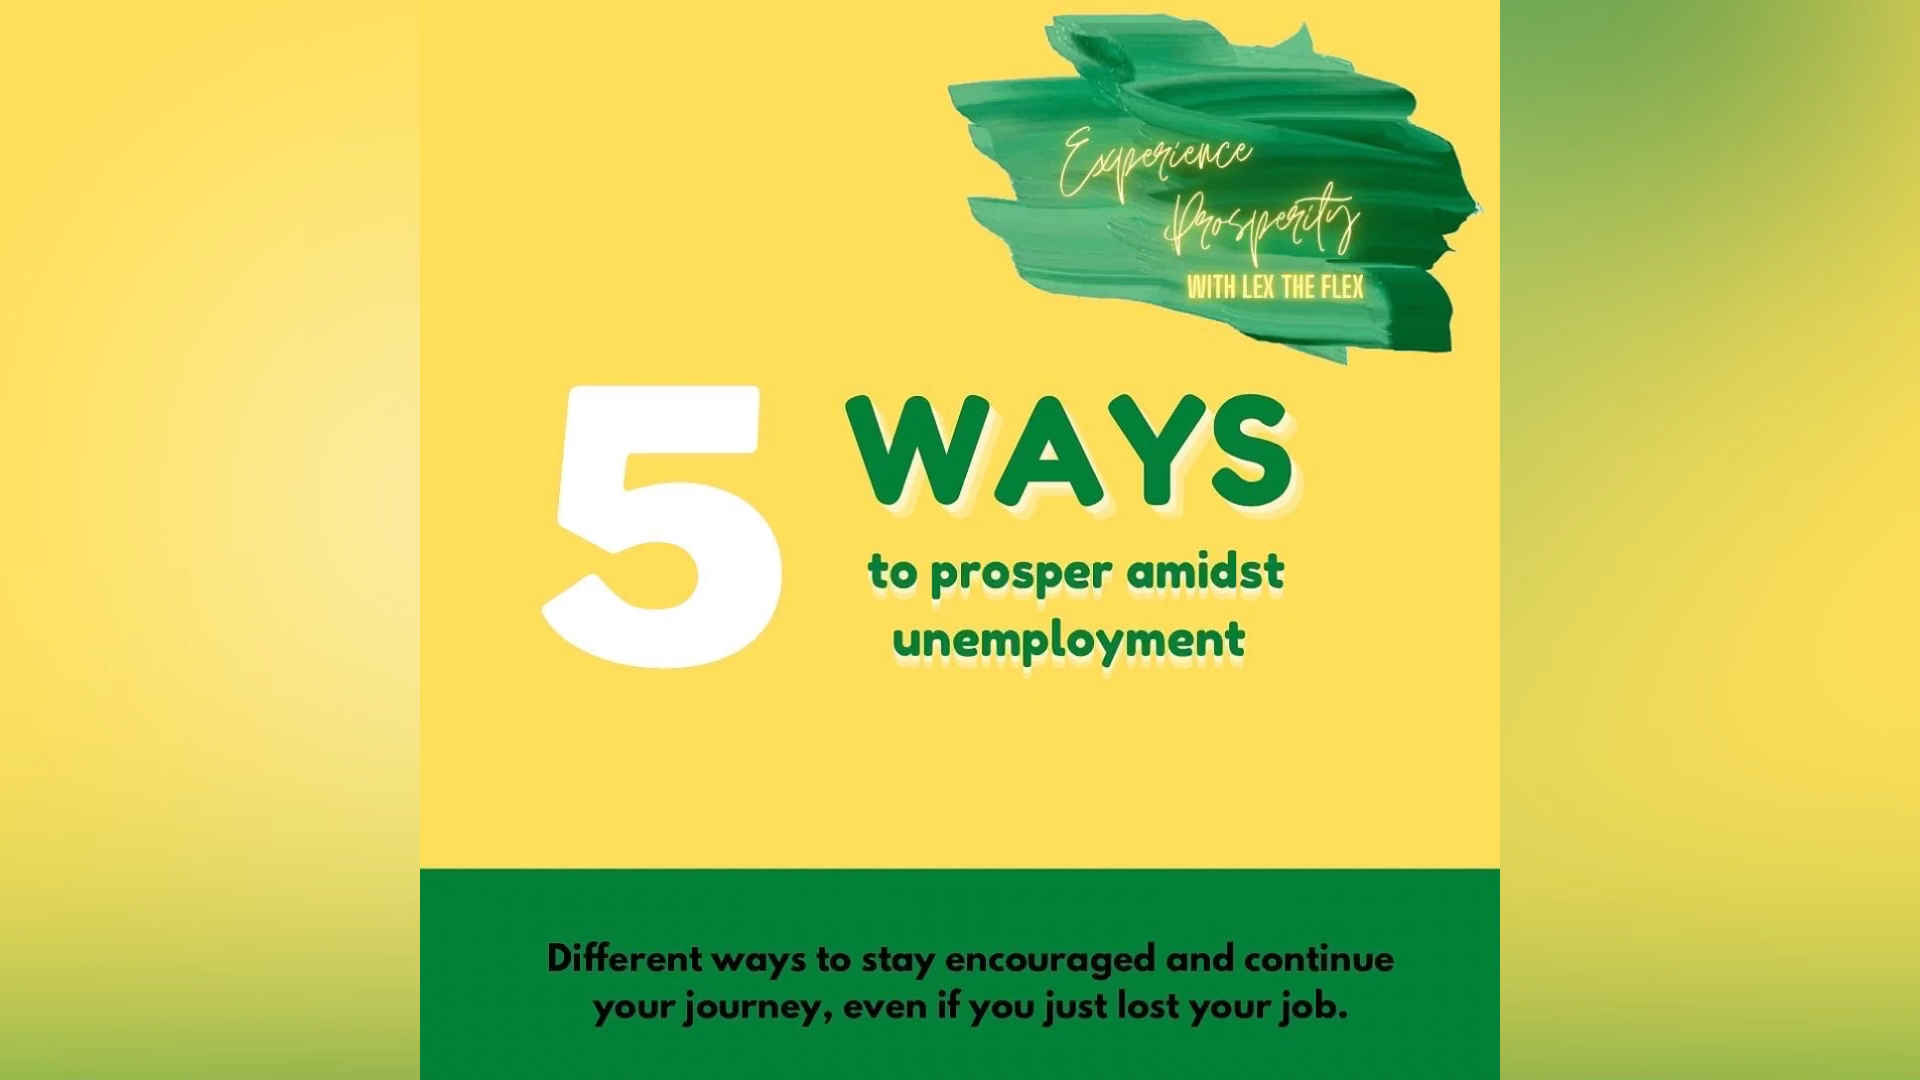 Experience
Prosperity
WITH LEX THE FLEX
5 WAYS
to prosper amidst
unemployment
Different ways to stay encouraged and continue
your journey, even if you just lost your job.